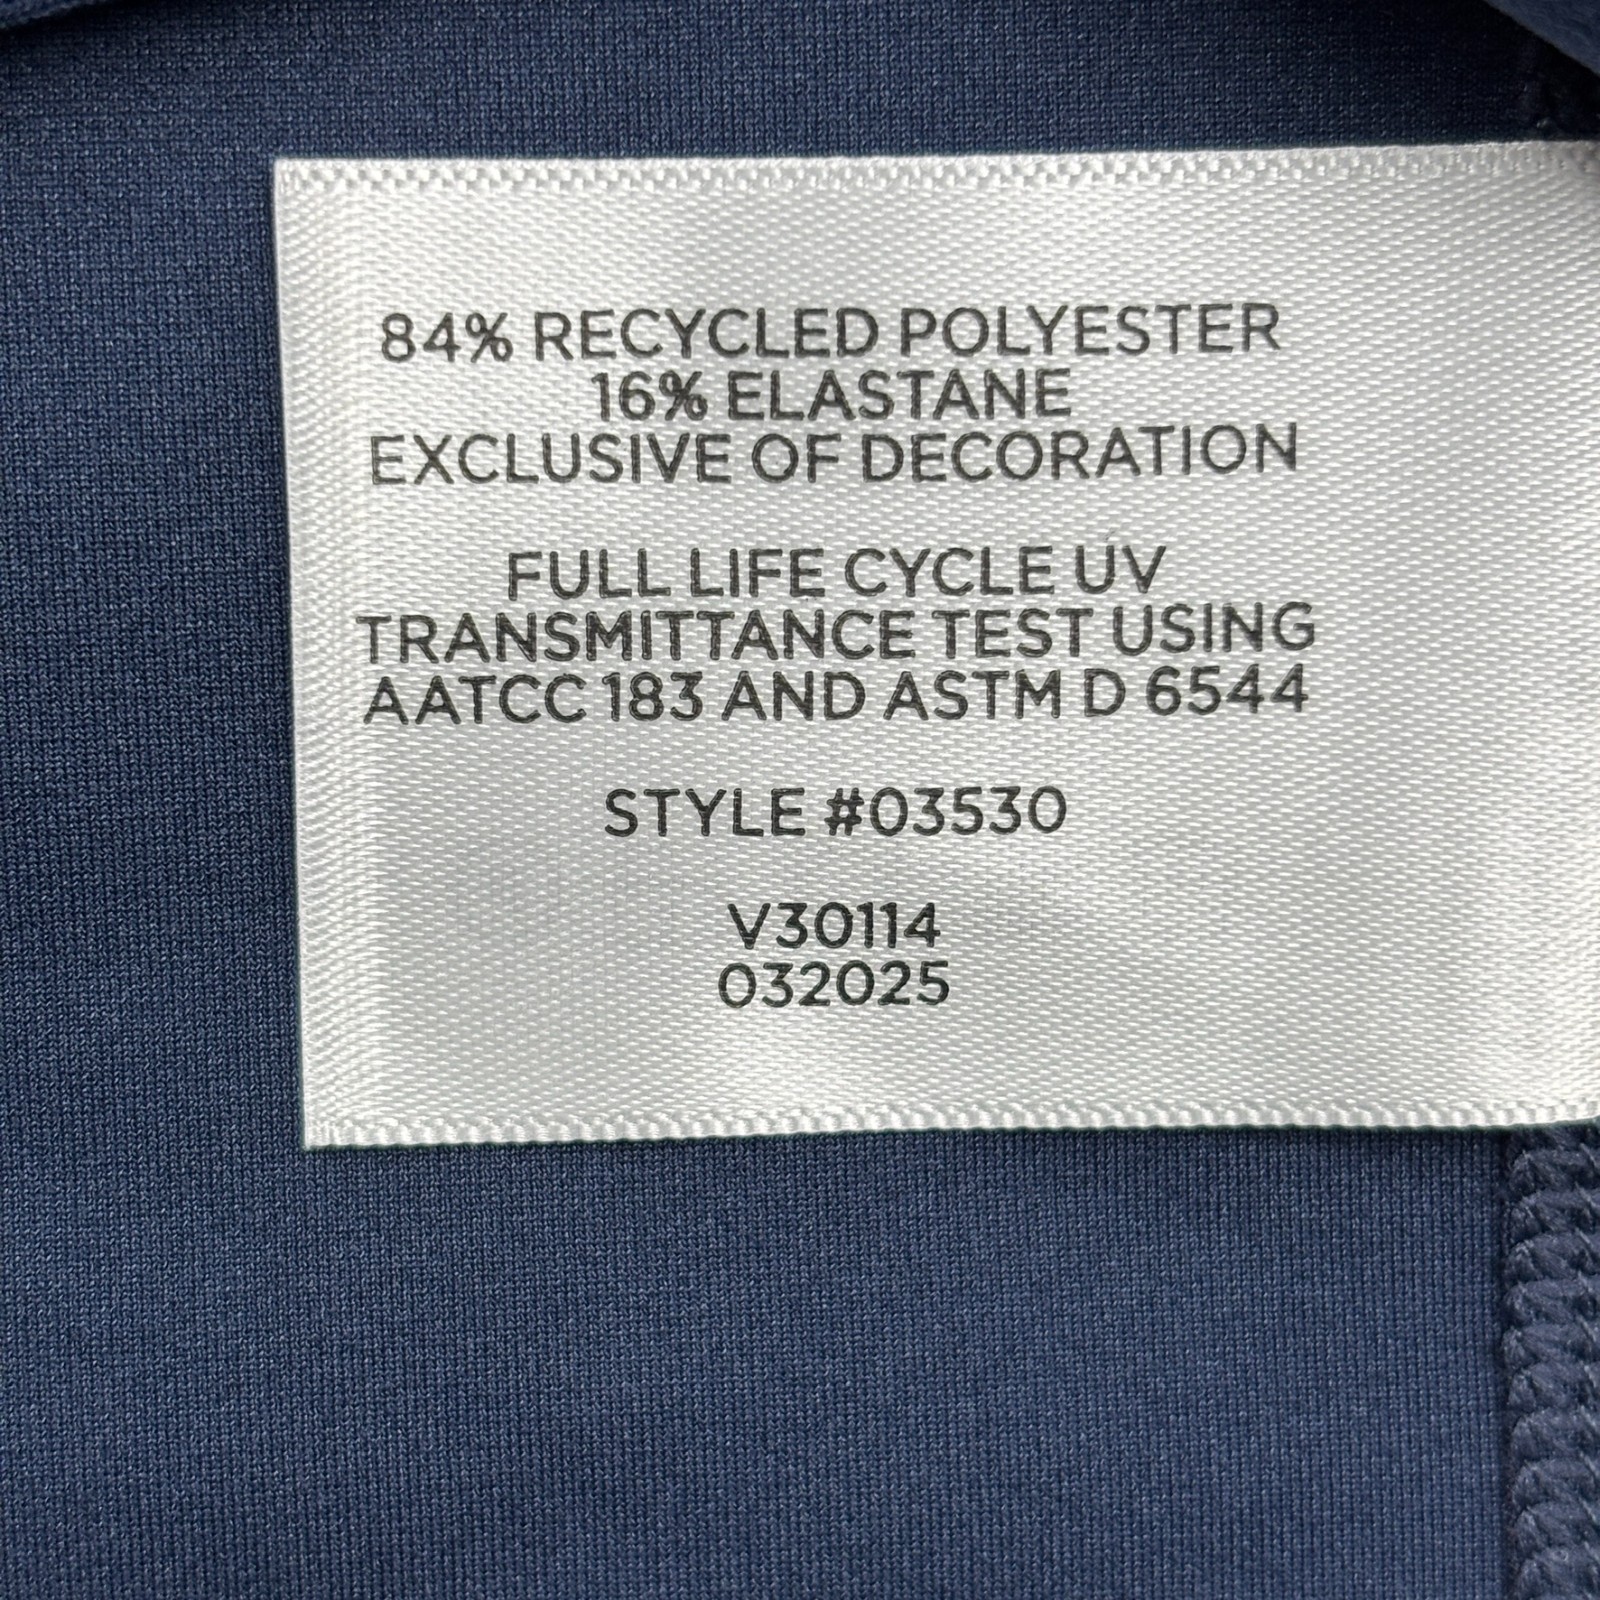 84% RECYCLED POLYESTER
16% ELASTANE
EXCLUSIVE OF DECORATION
FULL LIFE CYCLE UV
TRANSMITTANCE TEST USING
AATCC 183 AND ASTM D 6544
STYLE #03530
V30114
032025